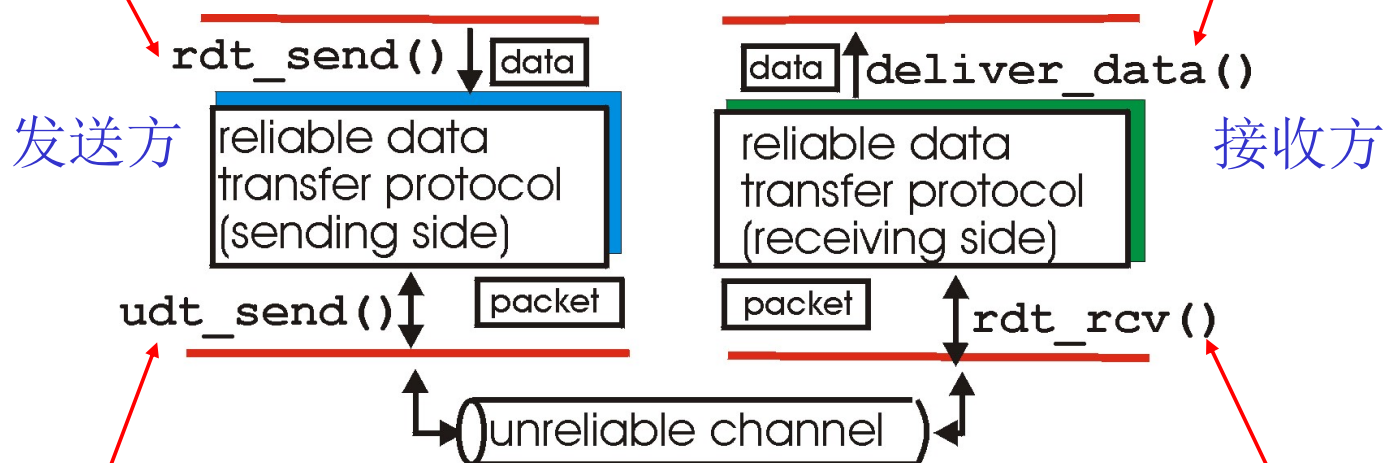 rdt_send()
data
data
deliver_data()
发送方
reliable data
transfer protocol
(sending side)
reliable data
transfer protocol
(receiving side)
接收方
udt_send()
packet
packet
rdt_rcv()
unreliable channel